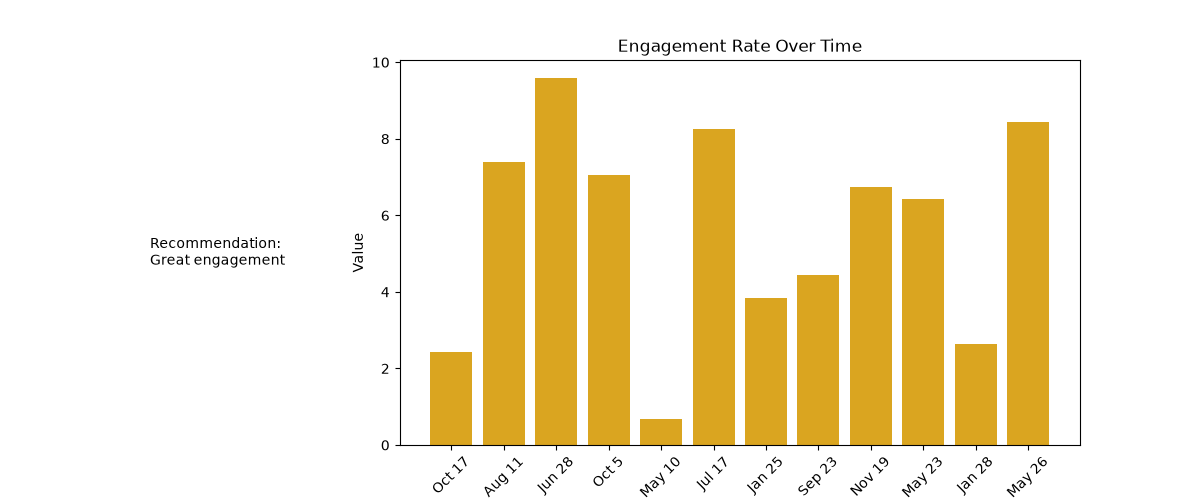 Engagement Rate Over Time
Recommendation:
Great engagement
Value
10
8
6
4
2
0
Oct 17
Aug 11
Jun 28
Oct 5
May 10
Jul 17
Jan 25
Sep 23
Nov 19
May 23
Jan 28
May 26